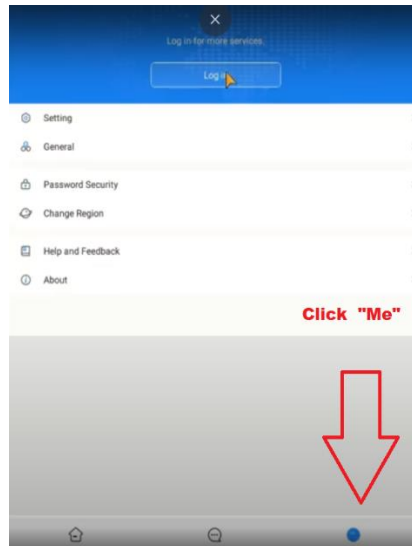 Log in for more services.
Log in
Setting
General
Password Security
Change Region
Help and Feedback
About
Click "Me"